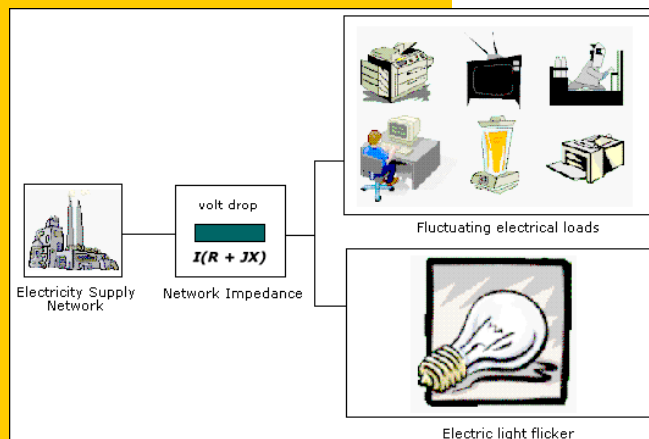 volt drop
I(R + JX)
Electricity Supply
Network
Network Impedance
Fluctuating electrical loads
Electric light flicker